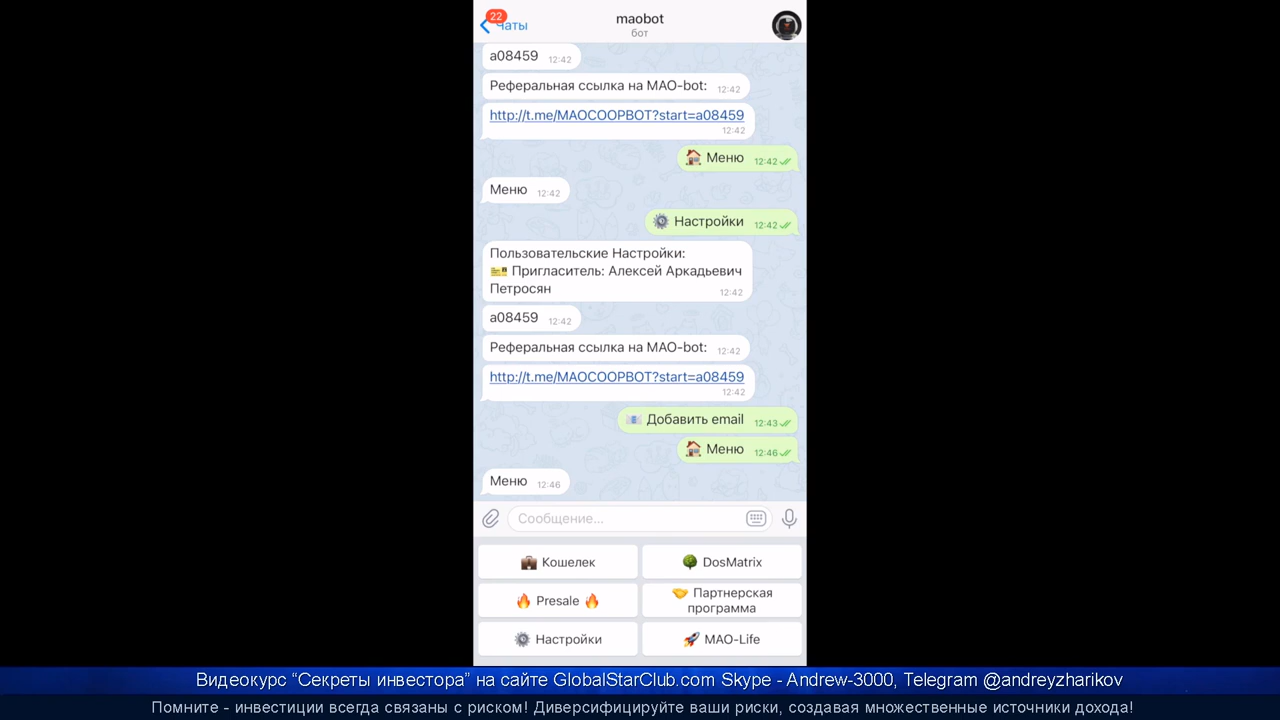 22
Чаты
maobot
бот
a08459 12:42
Реферальная ссылка на MAO-bot: 12:42
http://t.me/MAOCOOPBOT?start=a08459
12:42
Меню 12:42
Меню 12:42
Настройки 12:42
Пользовательские Настройки:
Пригласитель: Алексей Аркадьевич
Петросян 12:42
a08459 12:42
Реферальная ссылка на MAO-bot: 12:42
http://t.me/MAOCOOPBOT?start=a08459
12:42
Добавить email 12:43
Меню 12:46
Меню 12:46
Сообщение...
Кошелек
DosMatrix
Presale
Партнерская
программа
Настройки
MAO-Life
Видеокурс “Секреты инвестора” на сайте GlobalStarClub.com Skype - Andrew-3000, Telegram @andreyzharikov
Помните - инвестиции всегда связаны с риском! Диверсифицируйте ваши риски, создавая множественные источники дохода!